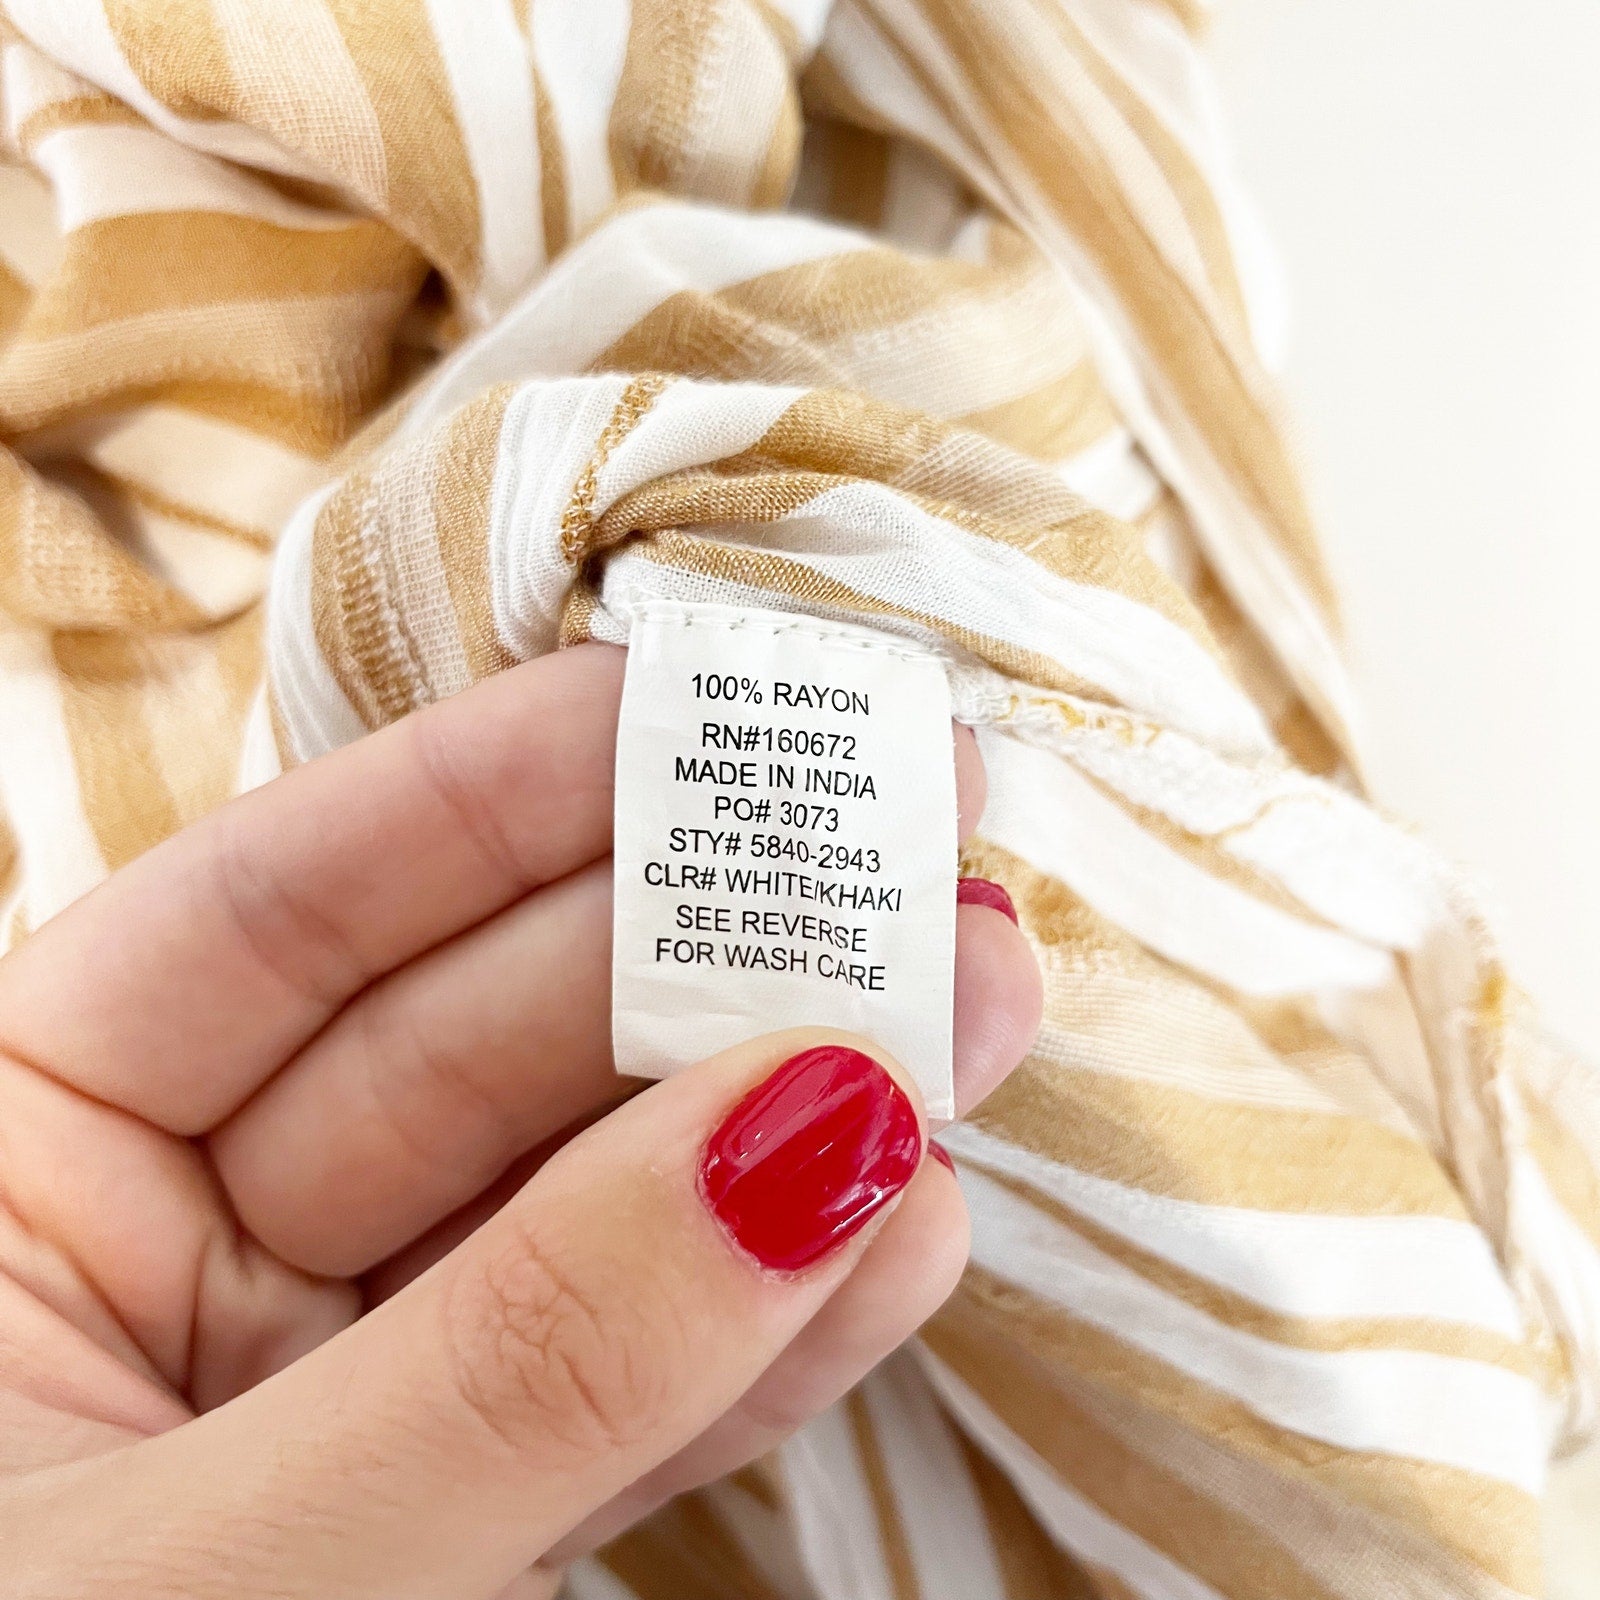 100% RAYON
RN#160672
MADE IN INDIA
PO# 3073
STY# 5840-2943
CLR# WHITE/KHAKI
SEE REVERSE
FOR WASH CARE